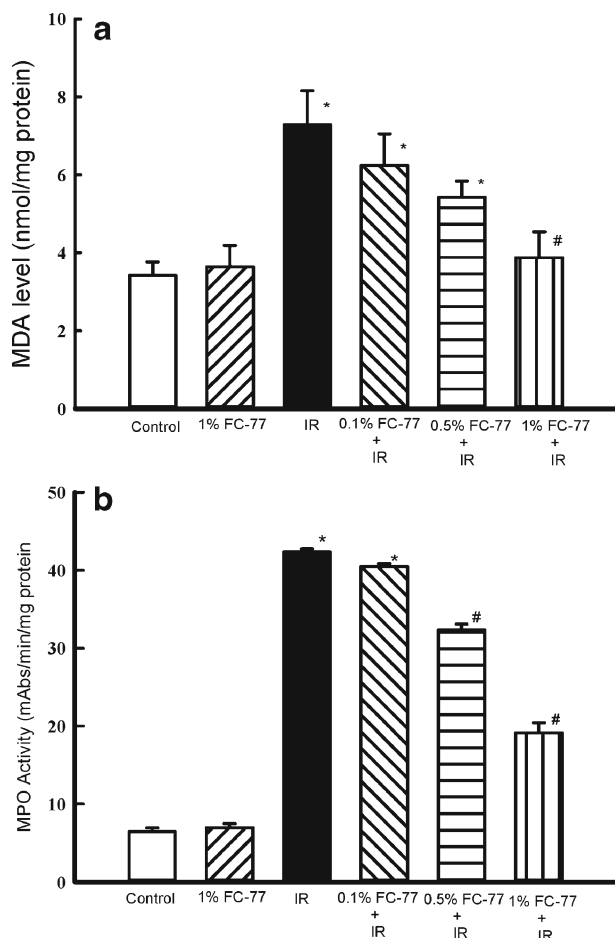 a
MDA level (nmol/mg protein)
10
8
6
4
2
0
*
*
*
#
Control 1% FC-77 IR 0.1% FC-77 0.5% FC-77 1% FC-77
+ + +
IR IR IR
b
MPO Activity (mAbs/min/mg protein
50
40
30
20
10
0
*
*
#
#
Control 1% FC-77 IR 0.1% FC-77 0.5% FC-77 1% FC-77
+ + +
IR IR IR